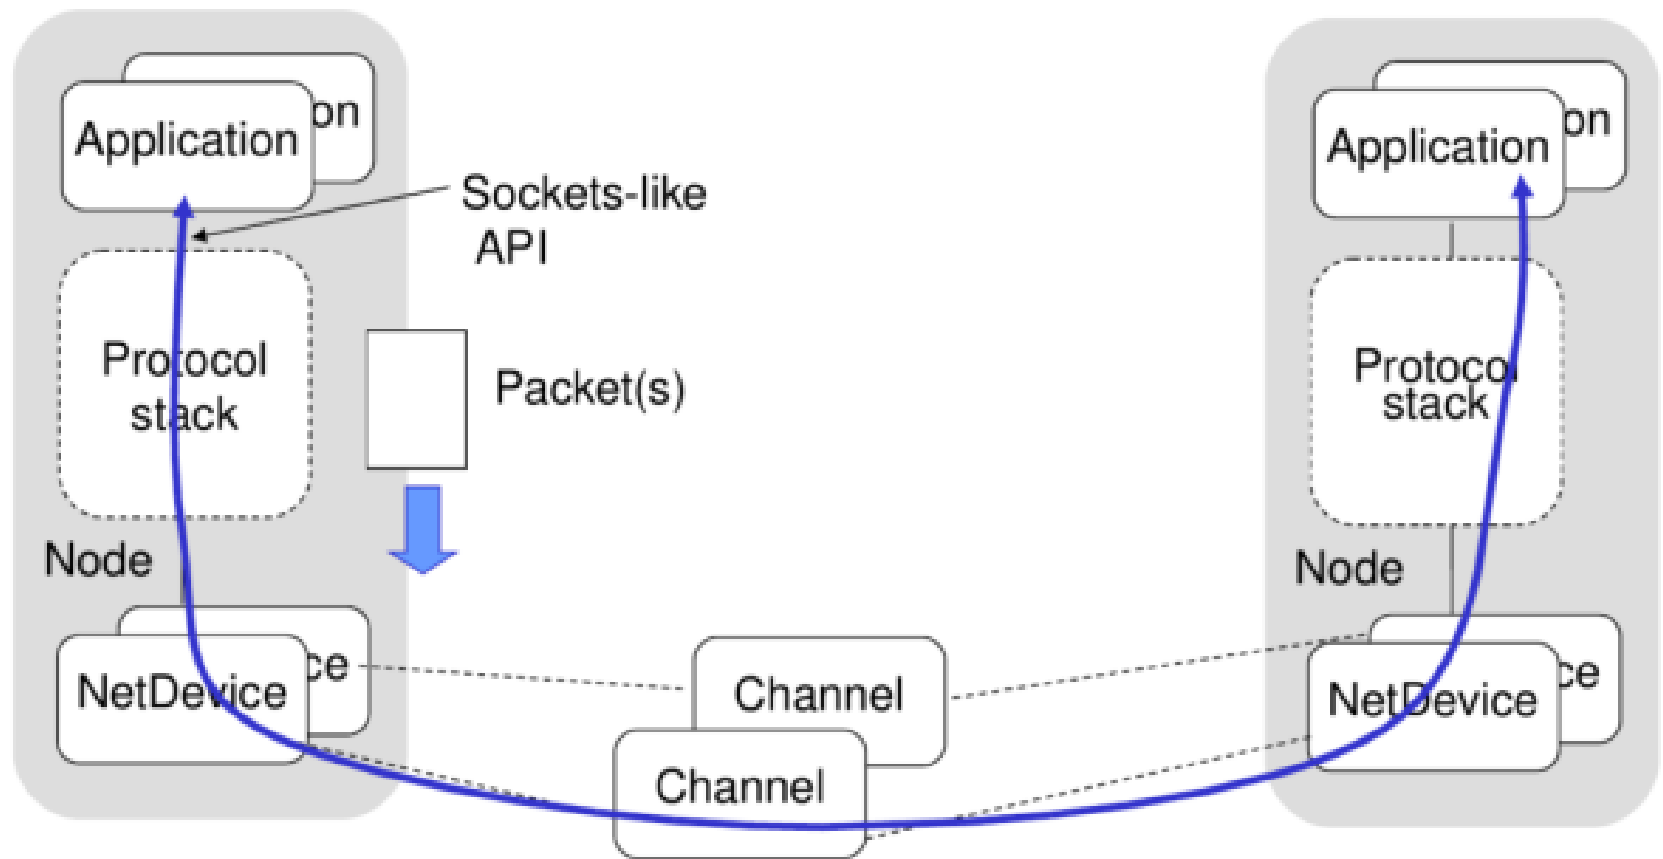 Application
on
Sockets-like
API
Protocol
stack
Packet(s)
Node
NetDevice
ce
Channel
Channel
Application
on
Protocol
stack
Node
NetDevice
ce